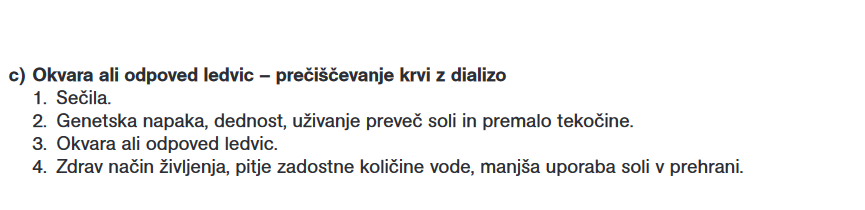 c) Okvara ali odpoved ledvic – prečiščevanje krvi z dializo
1. Sečila.
2. Genetska napaka, dednost, uživanje preveč soli in premalo tekočine.
3. Okvara ali odpoved ledvic.
4. Zdrav način življenja, pitje zadostne količine vode, manjša uporaba soli v prehrani.